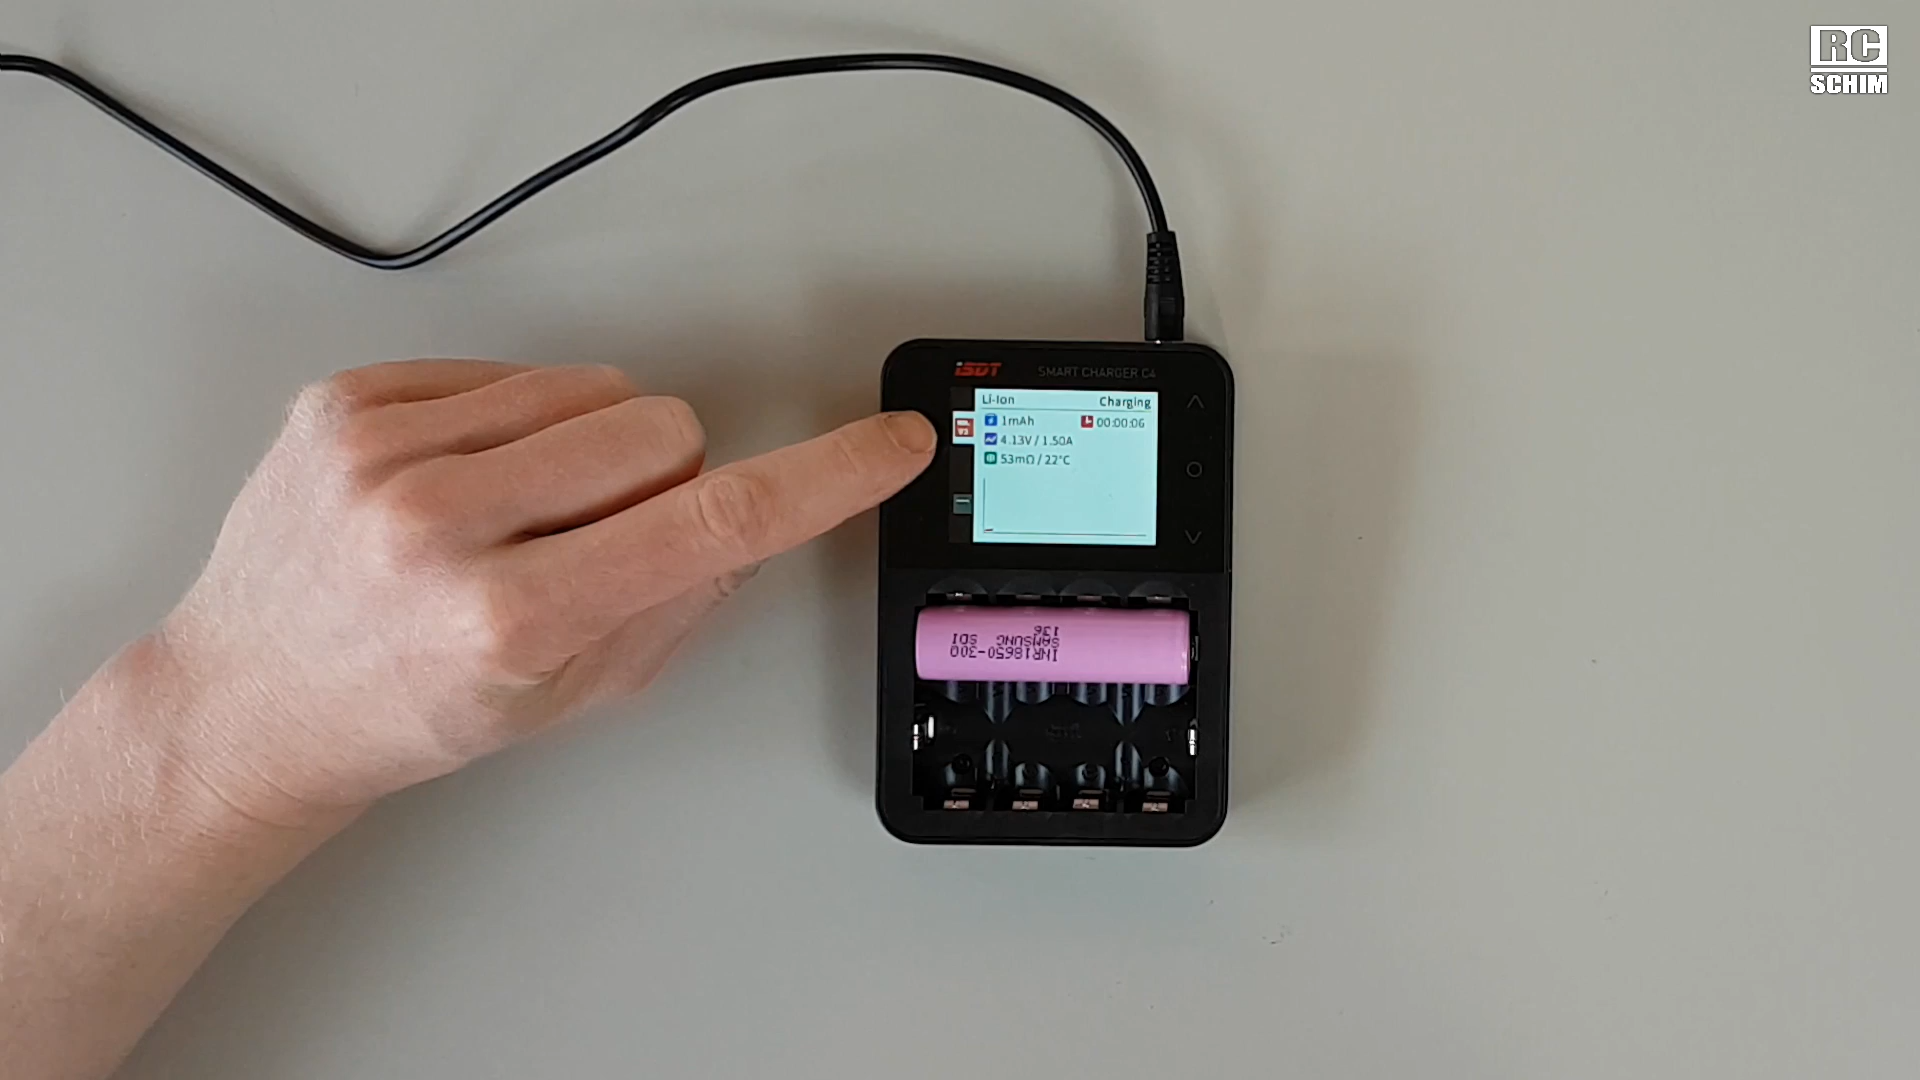 RC
SCHIM
iSDT
SMART CHARGER C4
Li-Ion Charging
1mAh 00:00:06
4.13V / 1.50A
53mΩ / 22°C
INR18650-30Q
SAMSUNG SDI
136